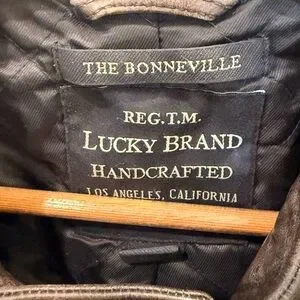 THE BONNEVILLE
REG.T.M.
LUCKY BRAND
HANDCRAFTED
LOS ANGELES, CALIFORNIA